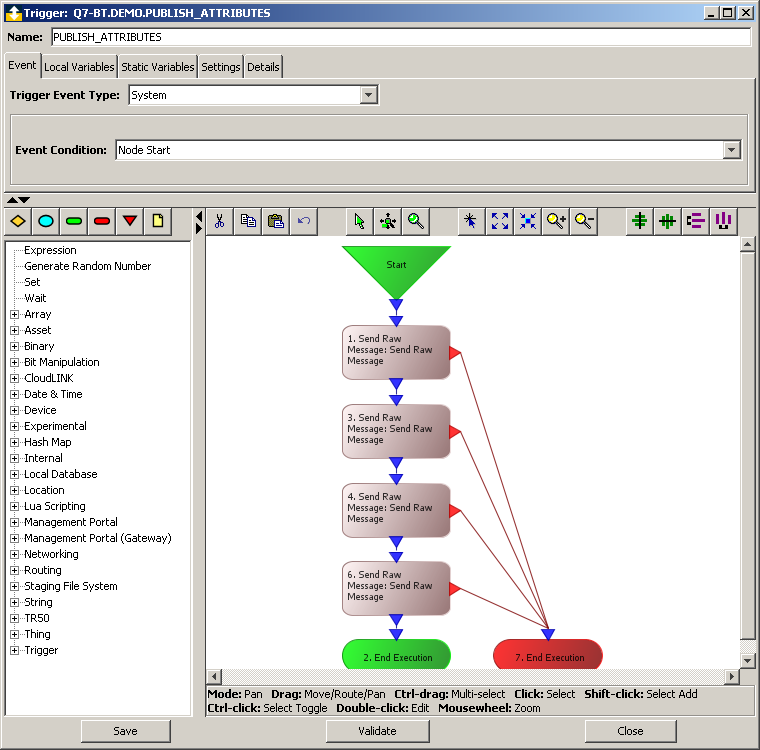 Trigger: Q7-BT.DEMO.PUBLISH_ATTRIBUTES
Name: PUBLISH_ATTRIBUTES
Event Local Variables Static Variables Settings Details
Trigger Event Type: System
Event Condition: Node Start
Expression
Generate Random Number
Set
Wait
Array
Asset
Binary
Bit Manipulation
CloudLINK
Date & Time
Device
Experimental
Hash Map
Internal
Local Database
Location
Lua Scripting
Management Portal
Management Portal (Gateway)
Networking
Routing
Staging File System
String
TR50
Thing
Trigger
Start
1. Send Raw
Message: Send Raw
Message
3. Send Raw
Message: Send Raw
Message
4. Send Raw
Message: Send Raw
Message
6. Send Raw
Message: Send Raw
Message
2. End Execution
7. End Execution
Mode: Pan Drag: Move/Route/Pan Ctrl-drag: Multi-select Click: Select Shift-click: Select Add
Ctrl-click: Select Toggle Double-click: Edit Mousewheel: Zoom
Save Validate Close